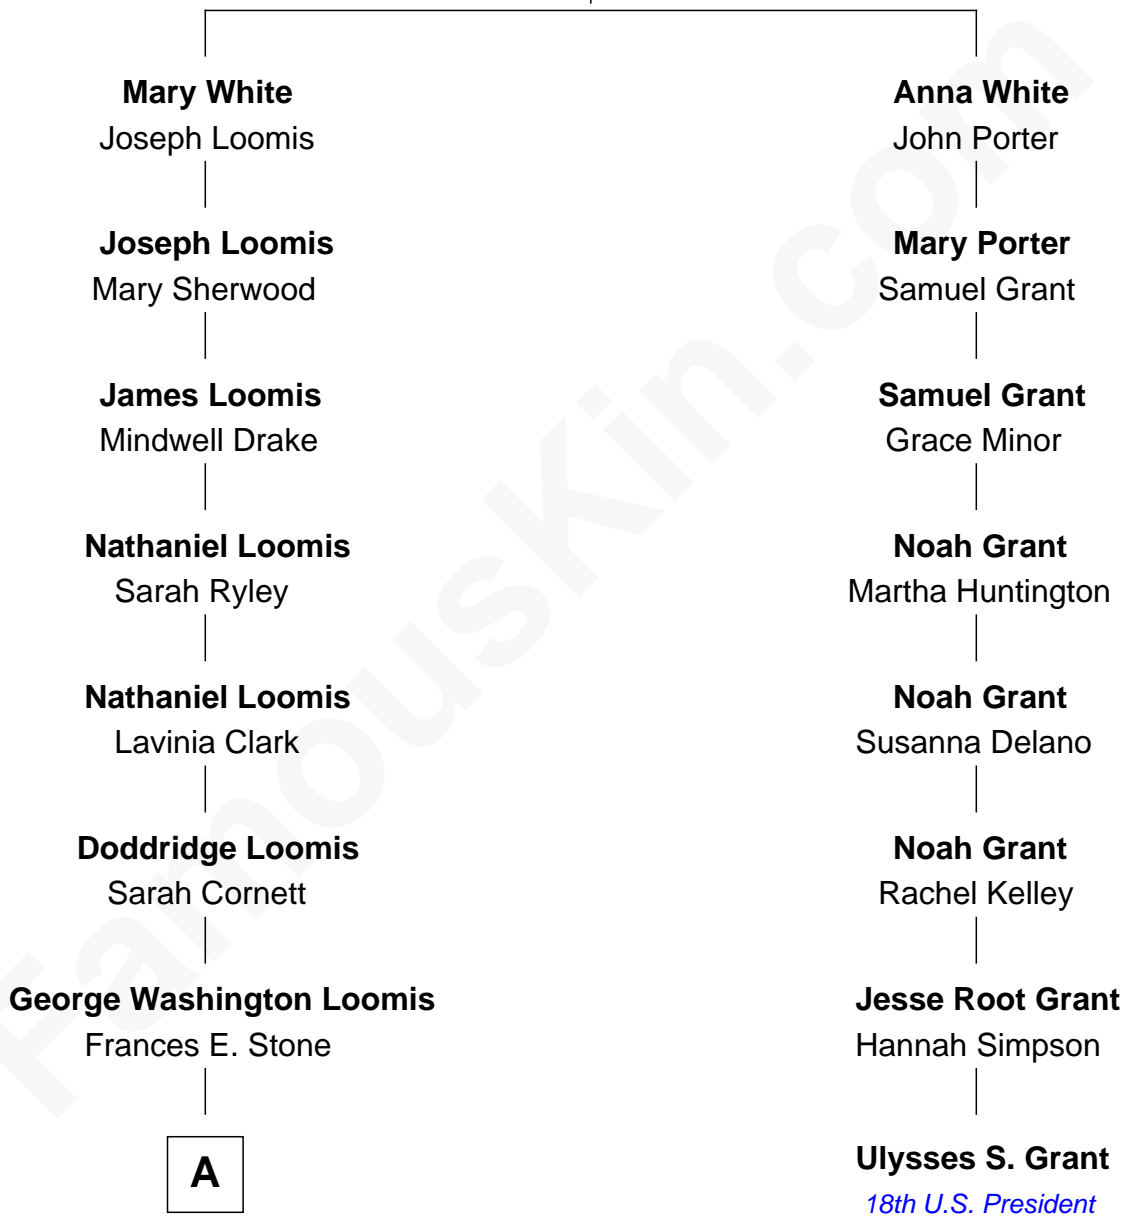 Mary White
Joseph Loomis
Joseph Loomis
Mary Sherwood
James Loomis
Mindwell Drake
Nathaniel Loomis
Sarah Ryley
Nathaniel Loomis
Lavinia Clark
Doddridge Loomis
Sarah Cornett
George Washington Loomis
Frances E. Stone
A
Anna White
John Porter
Mary Porter
Samuel Grant
Samuel Grant
Grace Minor
Noah Grant
Martha Huntington
Noah Grant
Susanna Delano
Noah Grant
Rachel Kelley
Jesse Root Grant
Hannah Simpson
Ulysses S. Grant
18th U.S. President
FamousKin.com